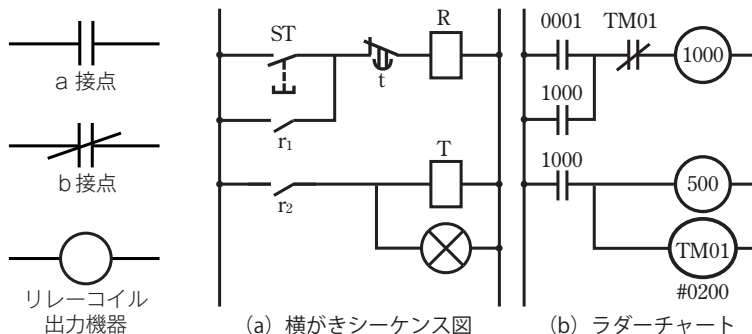 a 接点
b 接点
リレーコイル
出力機器
ST
R
t
r1
T
r2
(a) 横がきシーケンス図
0001
TM01
1000
1000
1000
500
TM01
#0200
(b) ラダーチャート